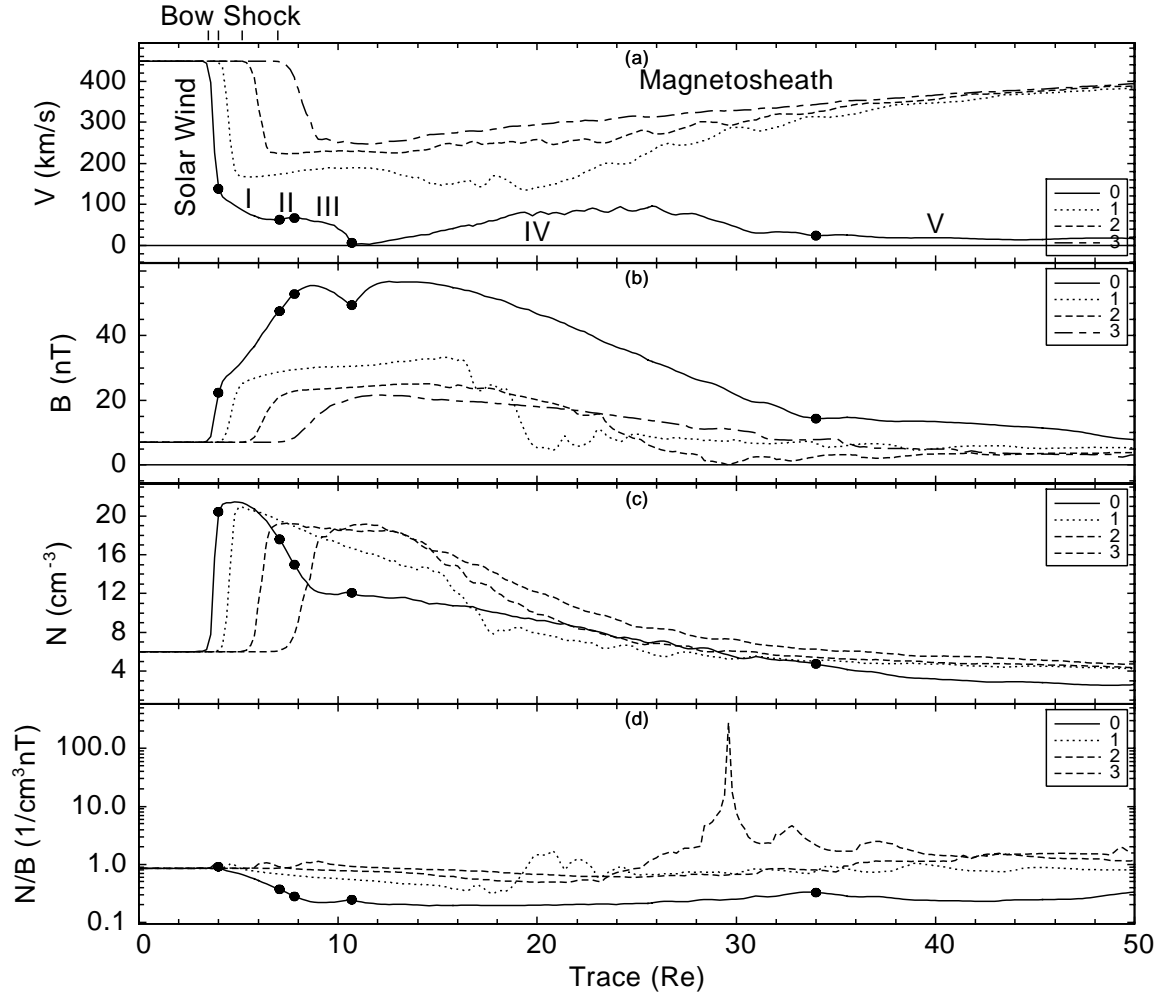 Bow Shock
(a)
Magnetosheath
Solar Wind
I
II
III
IV
V
V (km/s)
400
300
200
100
0
0
1
2
3
(b)
B (nT)
40
20
0
0
1
2
3
(c)
N (cm⁻³)
20
16
12
8
4
0
1
2
3
(d)
N/B (1/cm³nT)
100.0
10.0
1.0
0.1
0
1
2
3
0 10 20 30 40 50
Trace (Re)